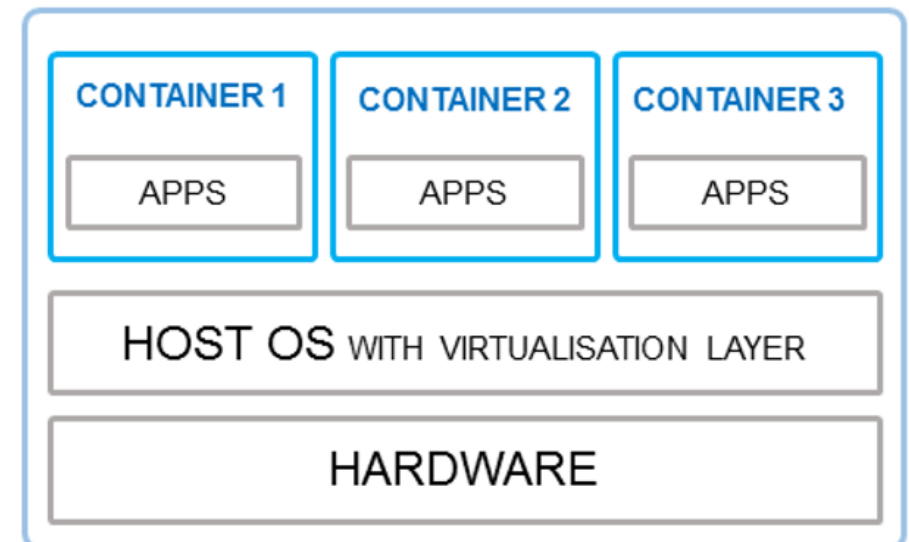 CONTAINER 1 CONTAINER 2 CONTAINER 3
APPS APPS APPS
HOST OS WITH VIRTUALISATION LAYER
HARDWARE